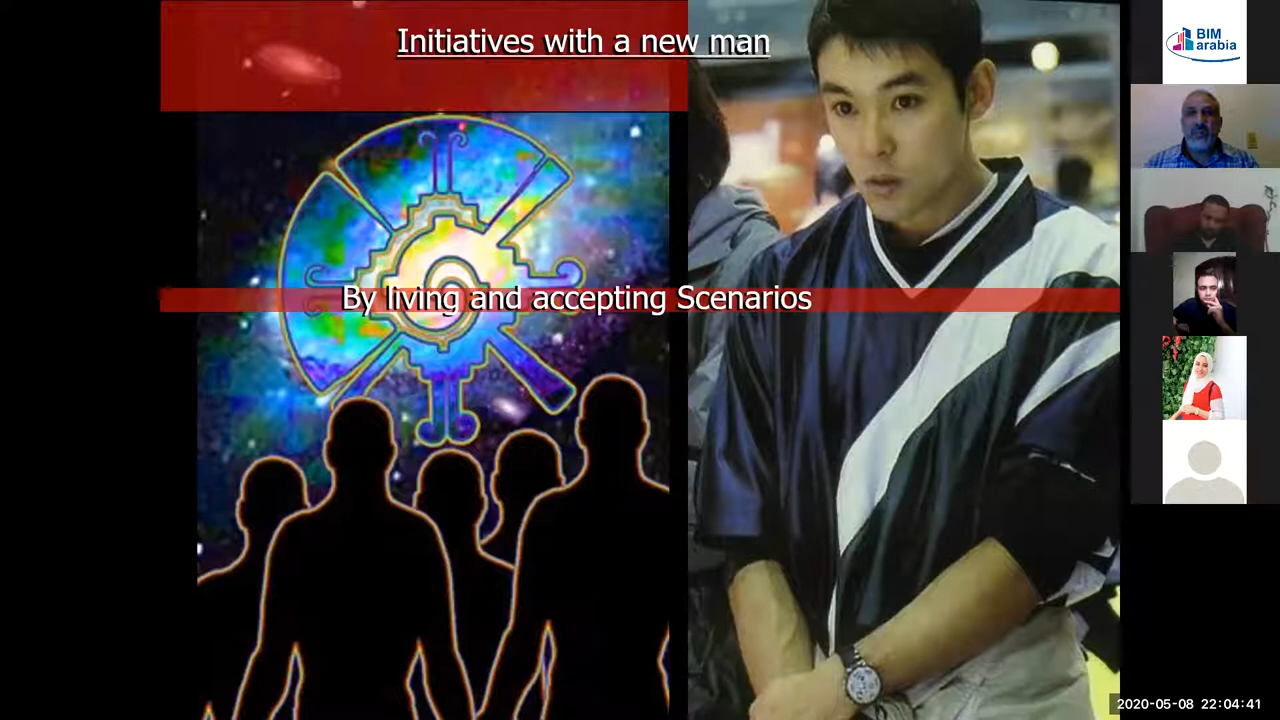 Initiatives with a new man
By living and accepting Scenarios
BIM
arabia
2020-05-08 22:04:41